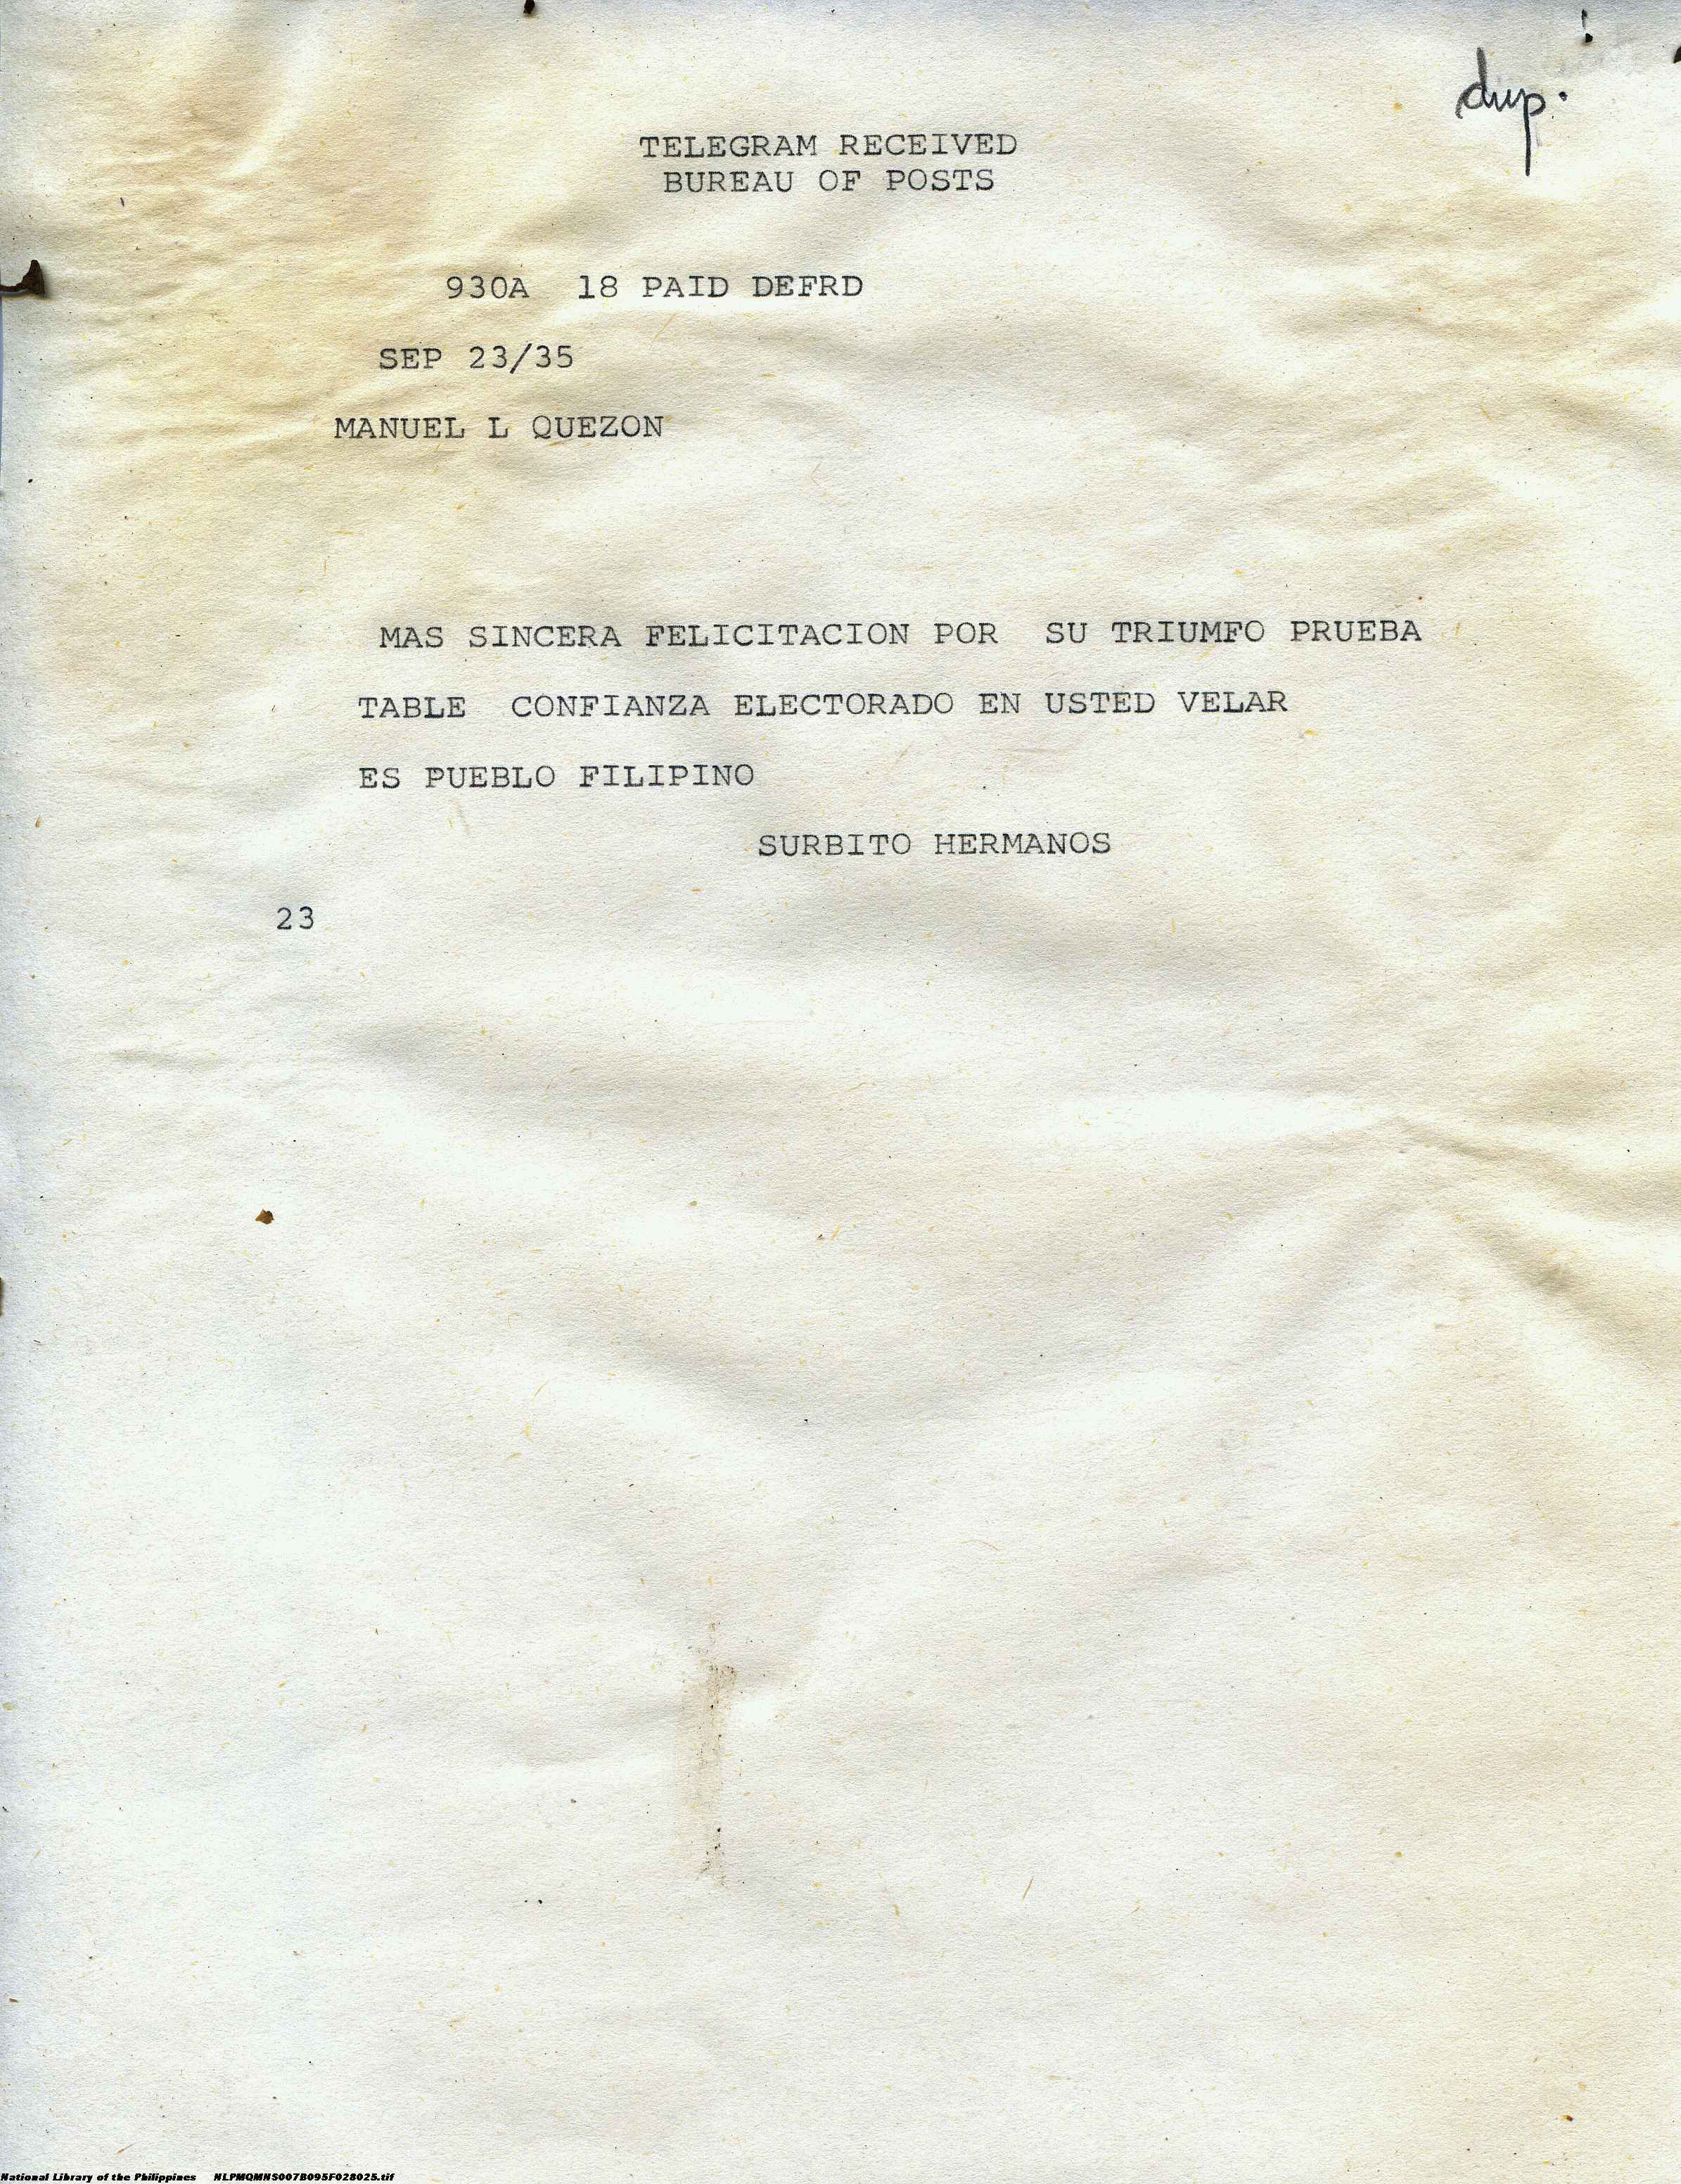 dup.
TELEGRAM RECEIVED
BUREAU OF POSTS
930A 18 PAID DEFRD
SEP 23/35
MANUEL L QUEZON
MAS SINCERA FELICITACION POR SU TRIUMFO PRUEBA
TABLE CONFIANZA ELECTORADO EN USTED VELAR
ES PUEBLO FILIPINO
SURBITO HERMANOS
23
National Library of the Philippines NLPMQMNS007B095F028025.tif